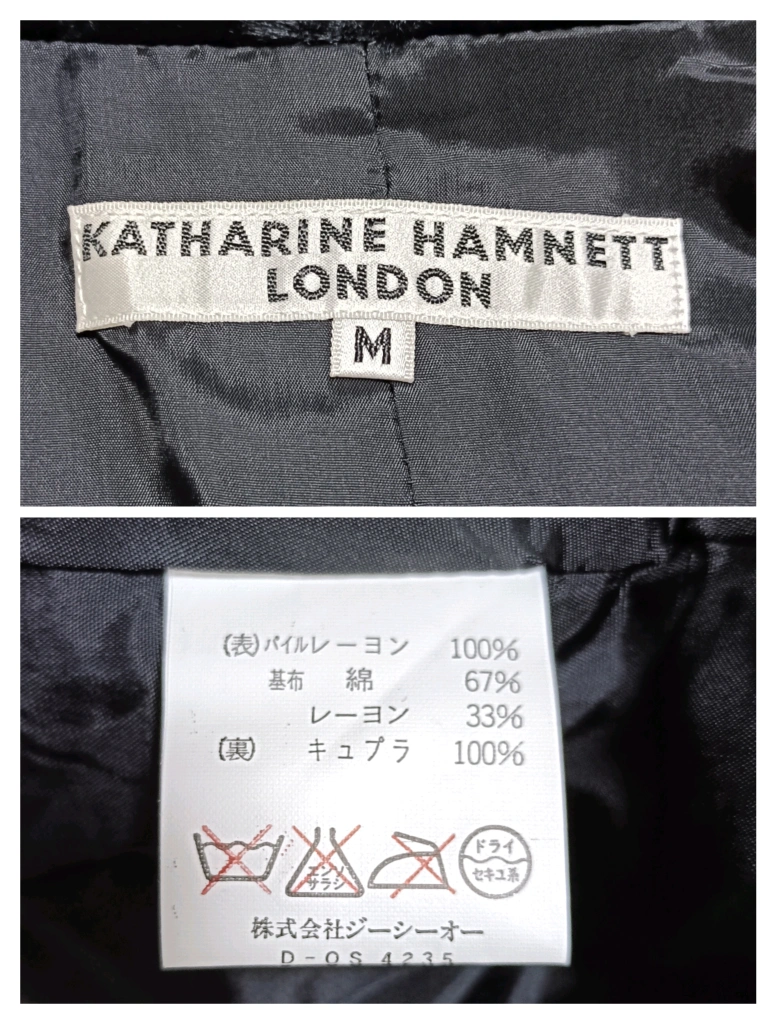 KATHARINE HAMNETT
LONDON
M
(表)パイルレーヨン 100%
基布 綿 67%
レーヨン 33%
(裏) キュプラ 100%
エンソ
サラシ
ドライ
セキユ系
株式会社ジーシーオー
D-OS 4235